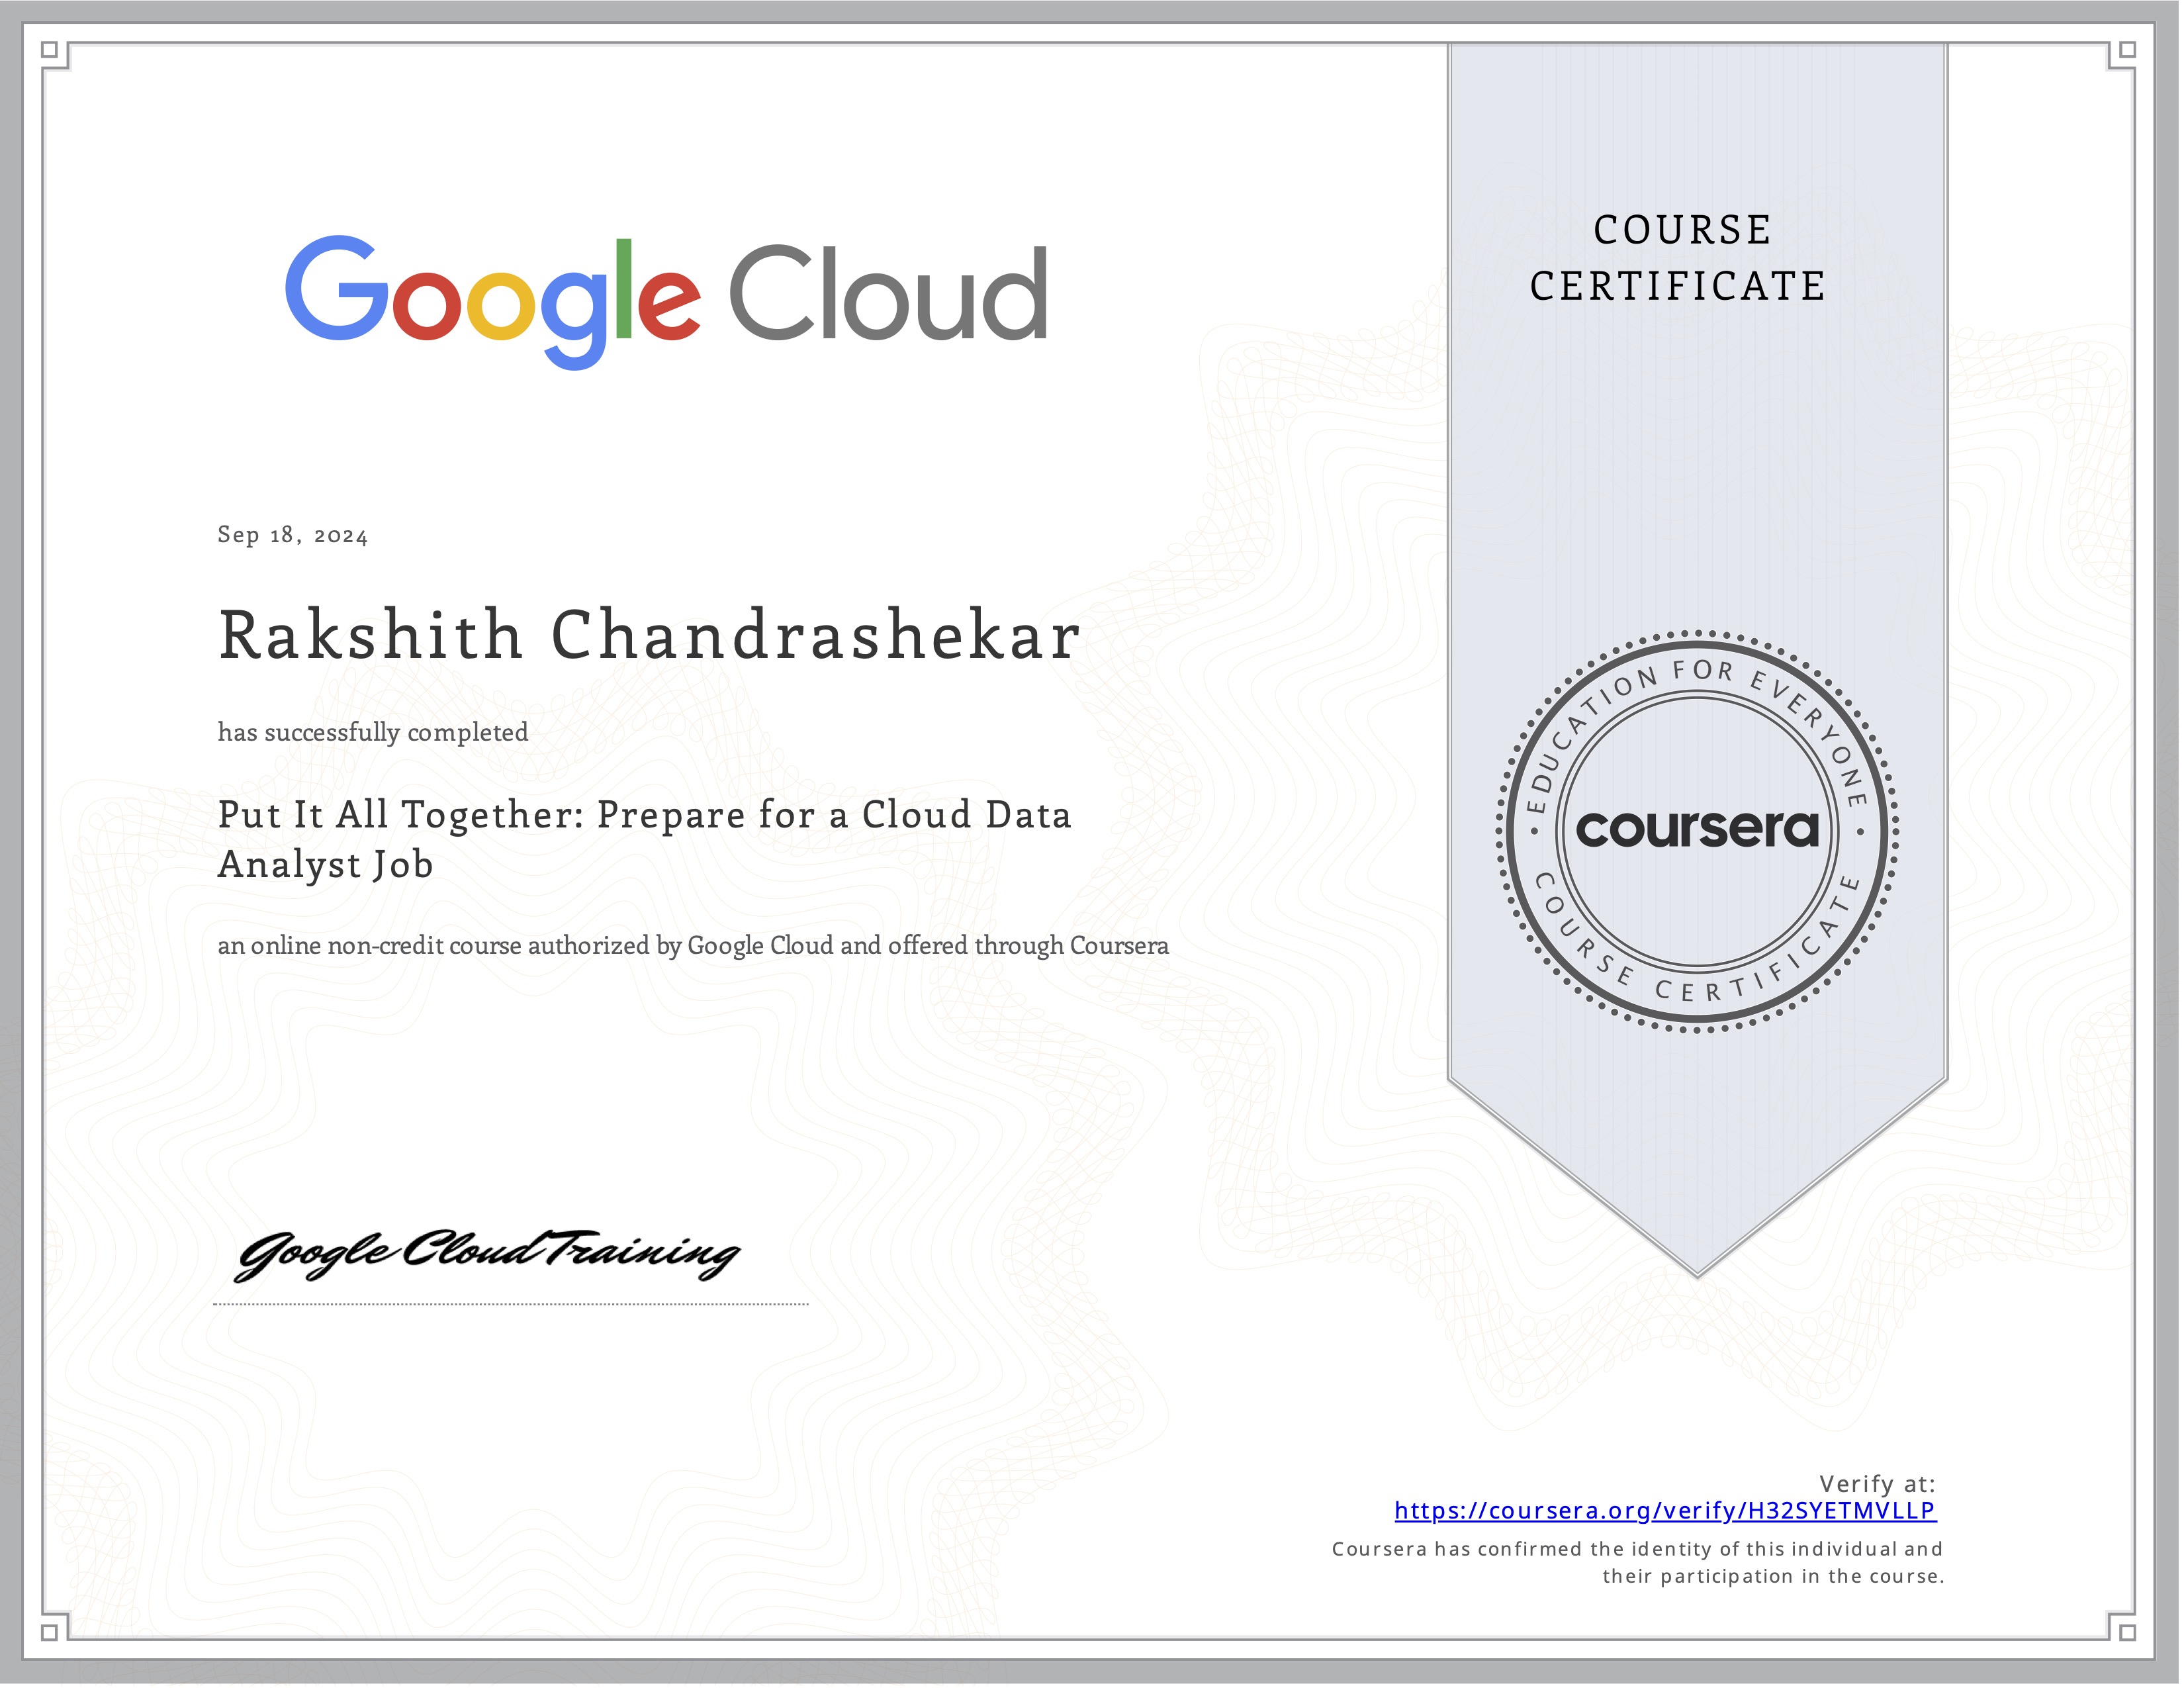 Google Cloud
COURSE
CERTIFICATE
Sep 18, 2024
Rakshith Chandrashekar
has successfully completed
Put It All Together: Prepare for a Cloud Data
Analyst Job
an online non-credit course authorized by Google Cloud and offered through Coursera
EDUCATION FOR EVERYONE
coursera
COURSE CERTIFICATE
Google Cloud Training
Verify at:
https://coursera.org/verify/H32SYETMVLLP
Coursera has confirmed the identity of this individual and
their participation in the course.